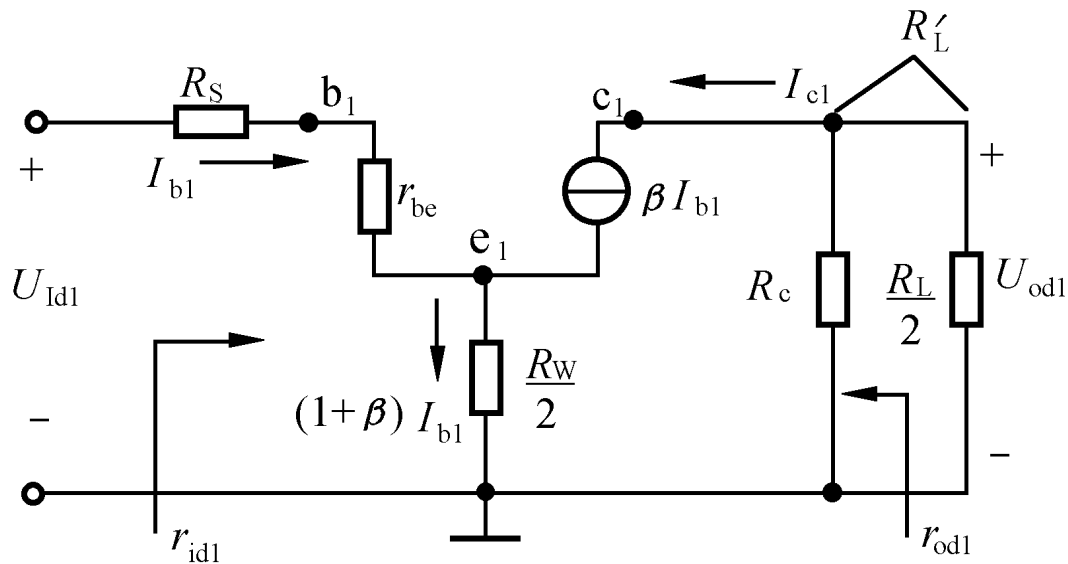 R′L
RS
b1
c1
Ic1
+
Ib1
rbe
βIb1
+
e1
UId1
Rc
RL/2
Uod1
RW/2
(1+β) Ib1
−
−
rid1
rod1